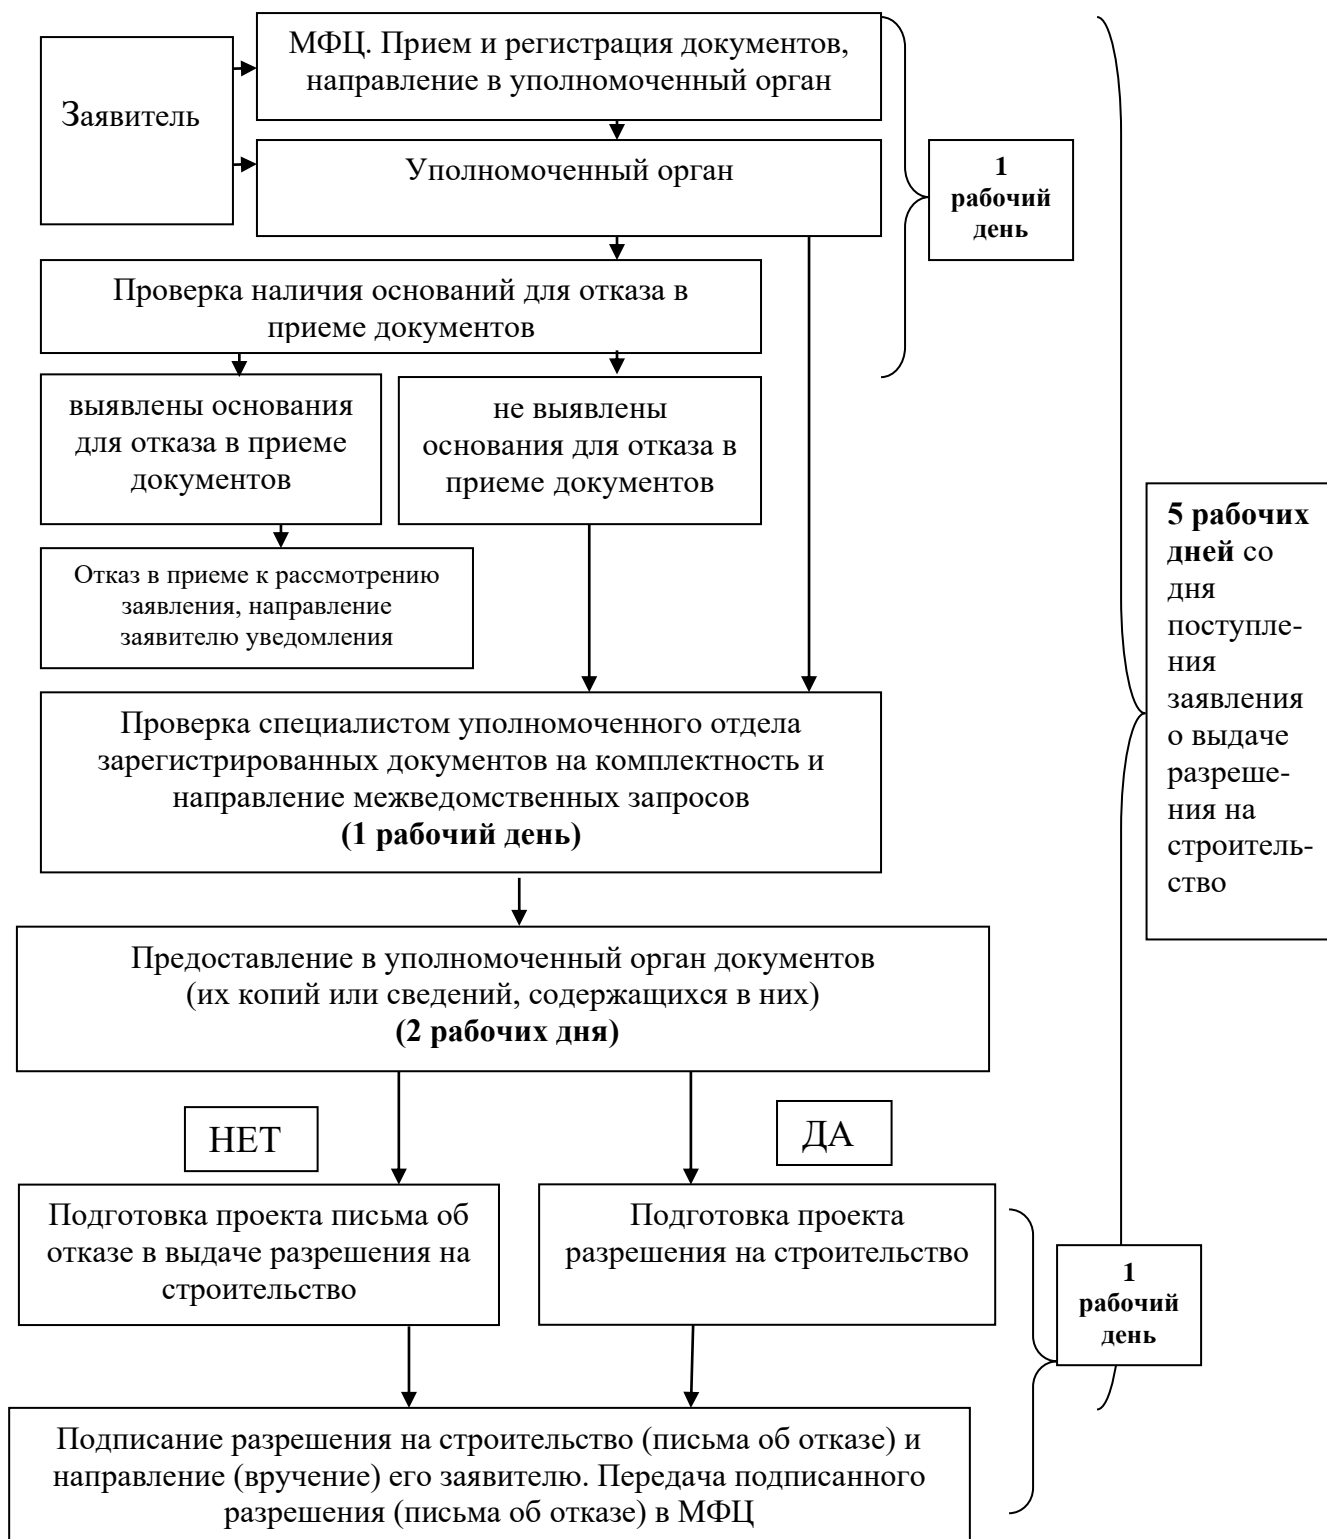 МФЦ. Прием и регистрация документов,
направление в уполномоченный орган
Заявитель
Уполномоченный орган
1
рабочий
день
Проверка наличия оснований для отказа в
приеме документов
выявлены основания
для отказа в приеме
документов
не выявлены
основания для отказа в
приеме документов
5 рабочих
дней со
дня
поступле-
ния
заявления
о выдаче
разреше-
ния на
строитель-
ство
Отказ в приеме к рассмотрению
заявления, направление
заявителю уведомления
Проверка специалистом уполномоченного отдела
зарегистрированных документов на комплектность и
направление межведомственных запросов
(1 рабочий день)
Предоставление в уполномоченный орган документов
(их копий или сведений, содержащихся в них)
(2 рабочих дня)
НЕТ
ДА
Подготовка проекта письма об
отказе в выдаче разрешения на
строительство
Подготовка проекта
разрешения на строительство
1
рабочий
день
Подписание разрешения на строительство (письма об отказе) и
направление (вручение) его заявителю. Передача подписанного
разрешения (письма об отказе) в МФЦ